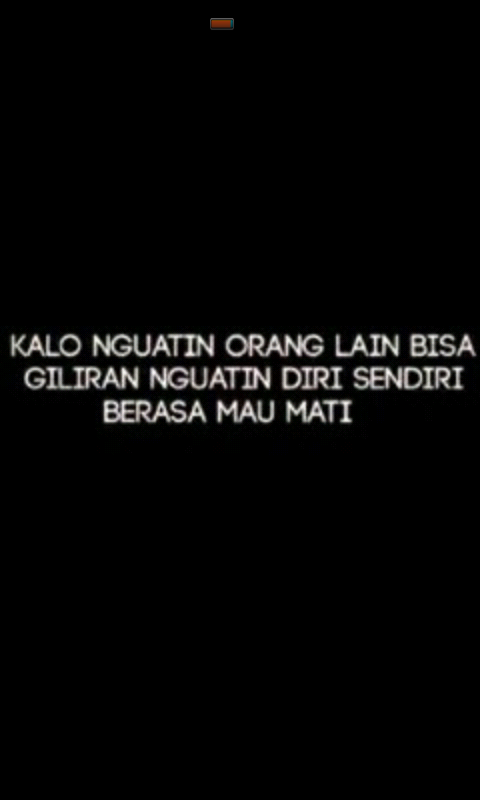 KALO NGUATIN ORANG LAIN BISA
GILIRAN NGUATIN DIRI SENDIRI
BERASA MAU MATI